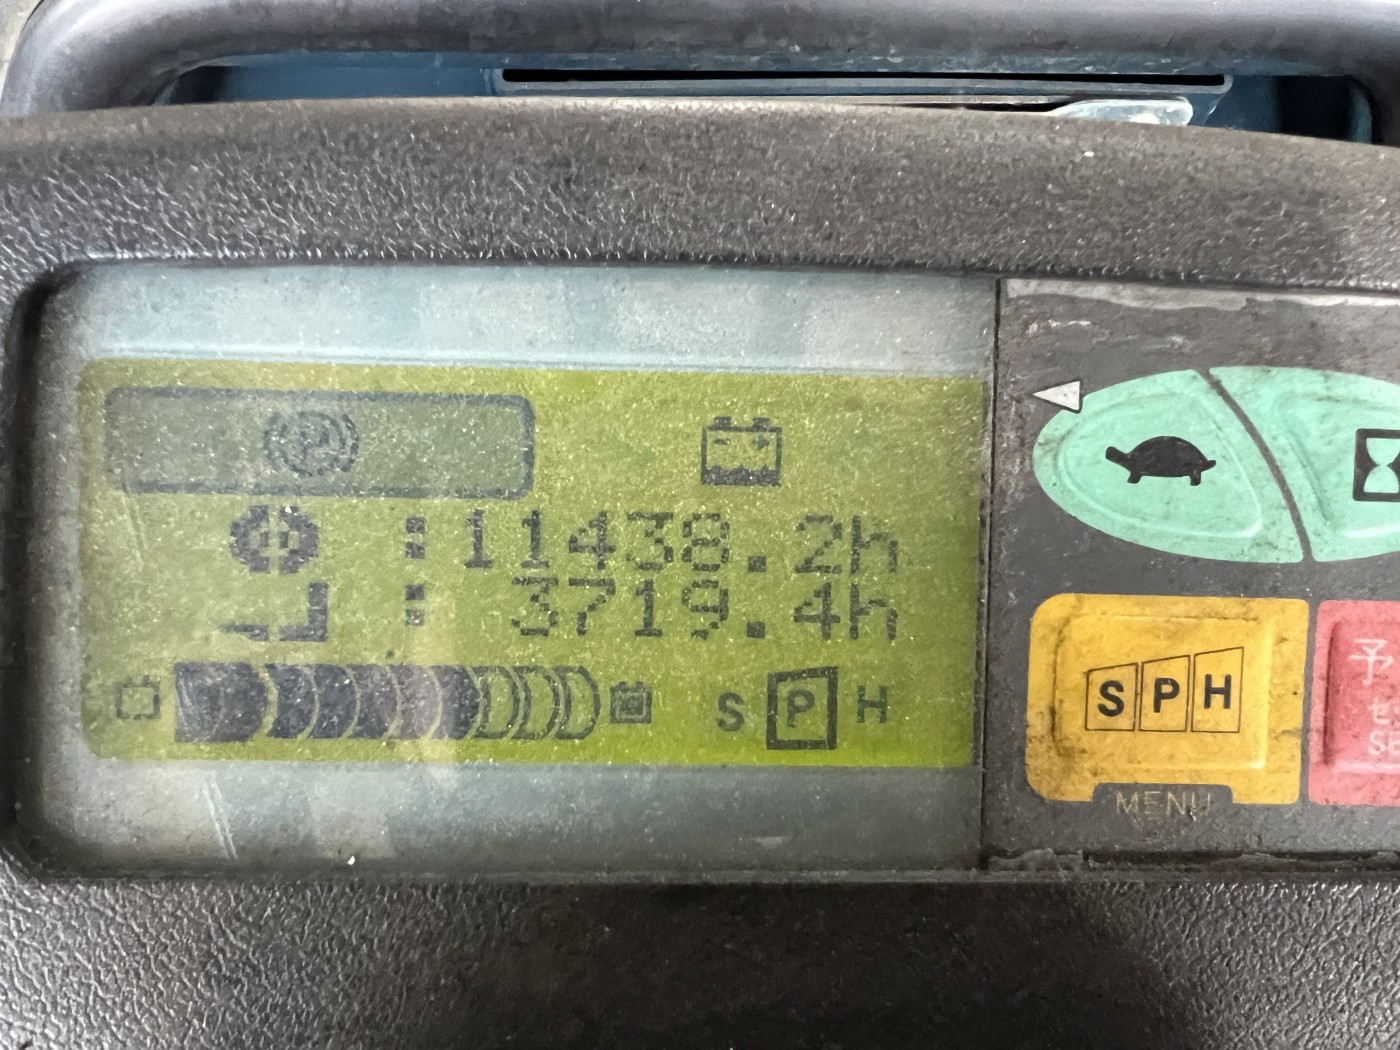 P
- +
: 11438.2h
: 3719.4h
S P H
S P H
MENU
予